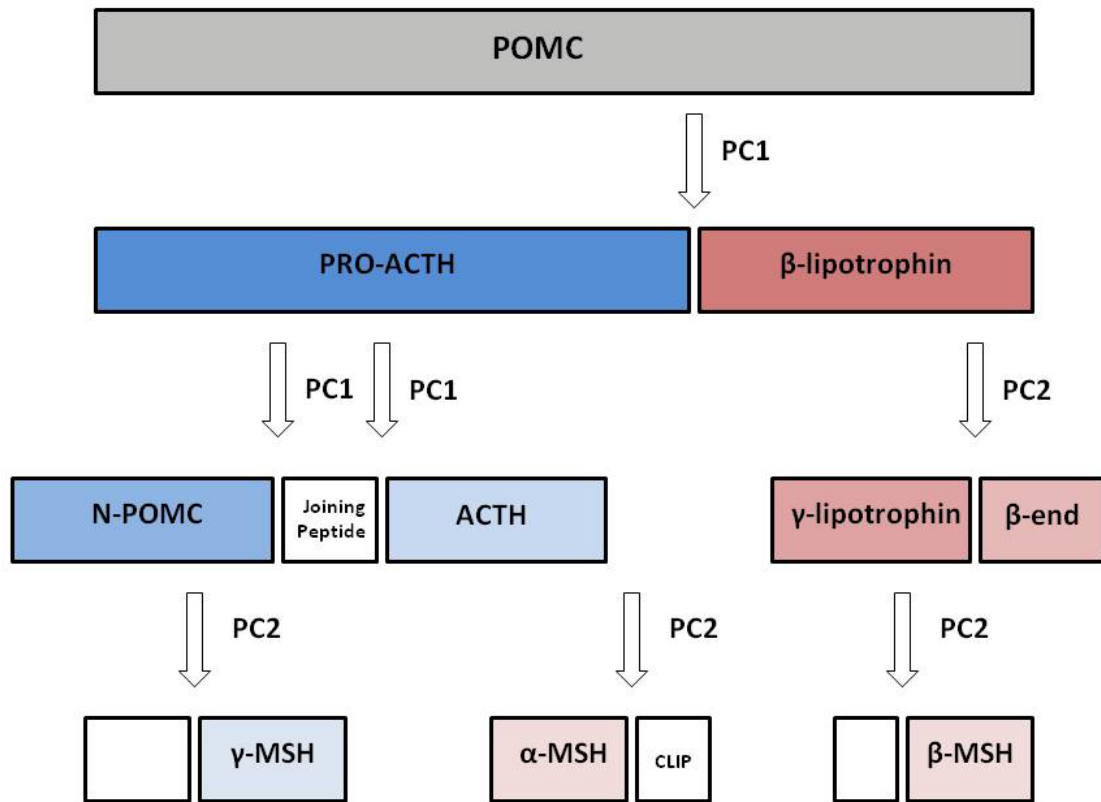 POMC
PC1
PRO-ACTH
β-lipotrophin
PC1
PC1
PC2
N-POMC
Joining
Peptide
ACTH
γ-lipotrophin
β-end
PC2
PC2
PC2
γ-MSH
α-MSH
CLIP
β-MSH